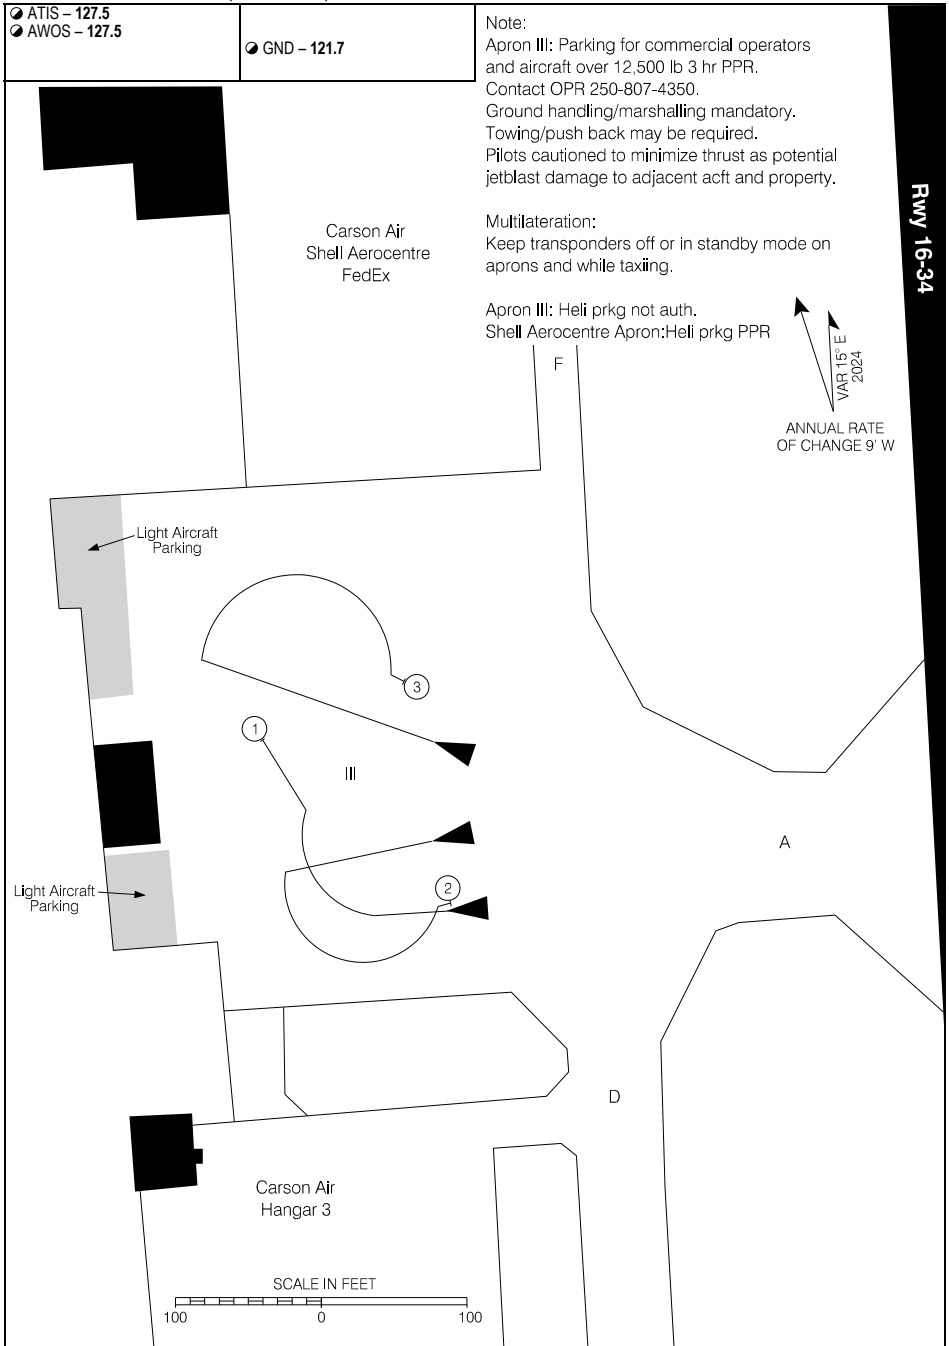 ATIS – 127.5
AWOS – 127.5
GND – 121.7
Note:
Apron III: Parking for commercial operators
and aircraft over 12,500 lb 3 hr PPR.
Contact OPR 250-807-4350.
Ground handling/marshalling mandatory.
Towing/push back may be required.
Pilots cautioned to minimize thrust as potential
jetblast damage to adjacent acft and property.
Multilateration:
Keep transponders off or in standby mode on
aprons and while taxiing.
Apron III: Heli prkg not auth.
Shell Aerocentre Apron:Heli prkg PPR
Rwy 16-34
Carson Air
Shell Aerocentre
FedEx
F
VAR 15° E
2024
ANNUAL RATE
OF CHANGE 9' W
Light Aircraft
Parking
3
1
III
A
2
Light Aircraft
Parking
D
Carson Air
Hangar 3
SCALE IN FEET
100 0 100